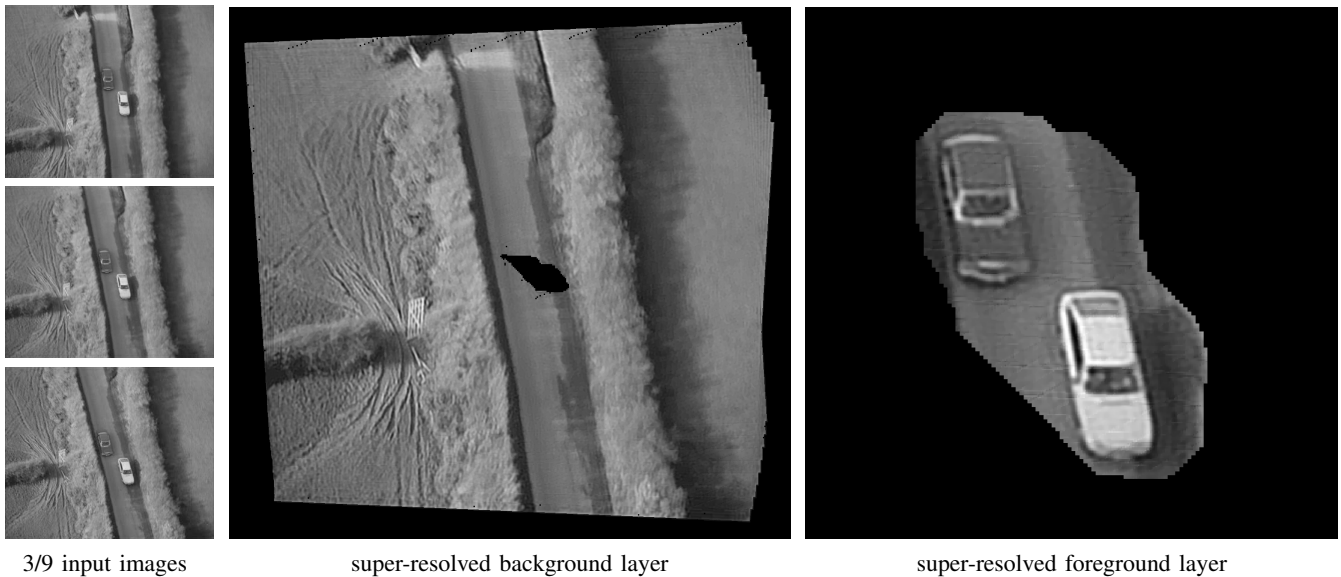 3/9 input images
super-resolved background layer
super-resolved foreground layer